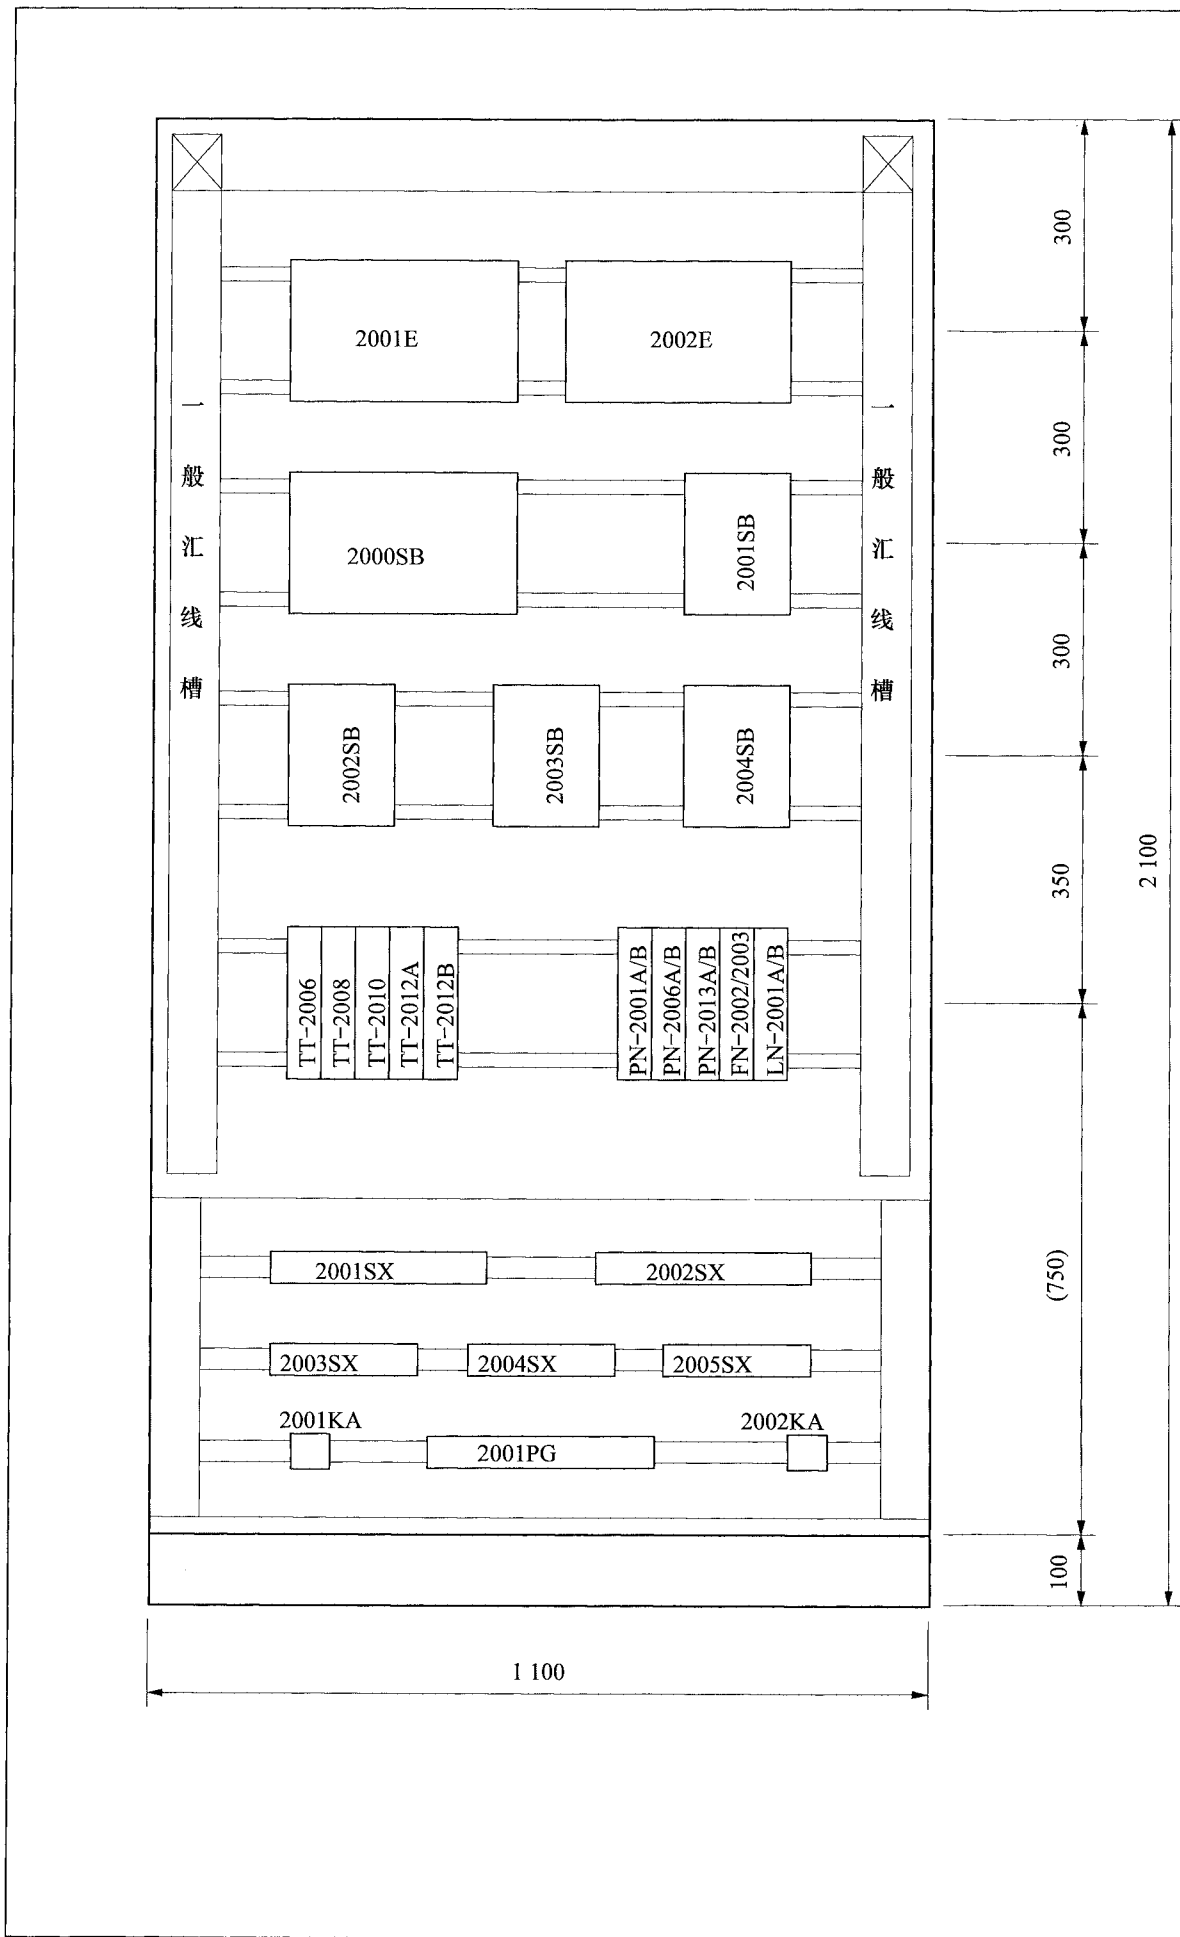 300
2001E
2002E
一般汇线槽
一般汇线槽
300
2000SB
2001SB
300
2002SB
2003SB
2004SB
350
2 100
TT-2006
TT-2008
TT-2010
TT-2012A
TT-2012B
PN-2001A/B
PN-2006A/B
PN-2013A/B
FN-2002/2003
LN-2001A/B
2001SX
2002SX
(750)
2003SX
2004SX
2005SX
2001KA
2002KA
2001PG
100
1 100